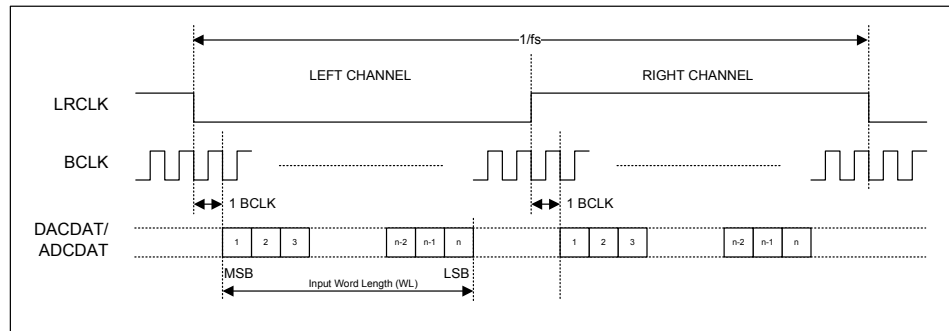 1/fs
LEFT CHANNEL RIGHT CHANNEL
LRCLK
BCLK
1 BCLK 1 BCLK
DACDAT/
ADCDAT
1 2 3 n-2 n-1 n 1 2 3 n-2 n-1 n
MSB LSB
Input Word Length (WL)